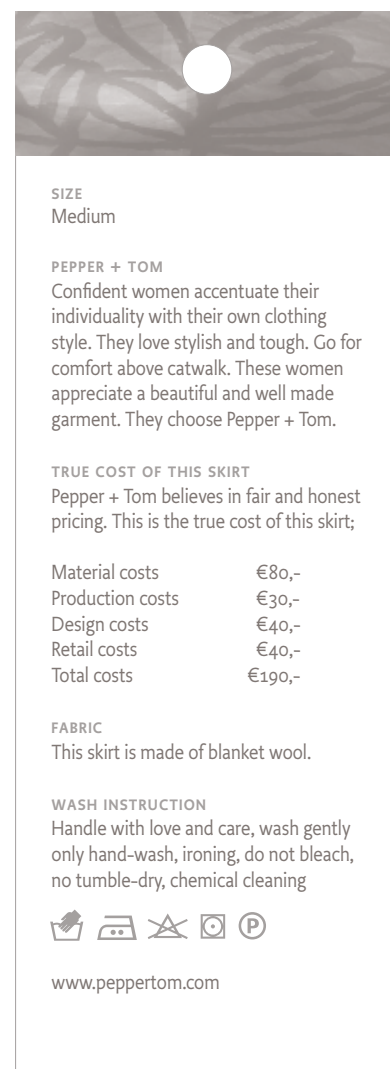 SIZE
Medium
PEPPER + TOM
Confident women accentuate their
individuality with their own clothing
style. They love stylish and tough. Go for
comfort above catwalk. These women
appreciate a beautiful and well made
garment. They choose Pepper + Tom.
TRUE COST OF THIS SKIRT
Pepper + Tom believes in fair and honest
pricing. This is the true cost of this skirt;
Material costs €80,-
Production costs €30,-
Design costs €40,-
Retail costs €40,-
Total costs €190,-
FABRIC
This skirt is made of blanket wool.
WASH INSTRUCTION
Handle with love and care, wash gently
only hand-wash, ironing, do not bleach,
no tumble-dry, chemical cleaning
P
www.peppertom.com